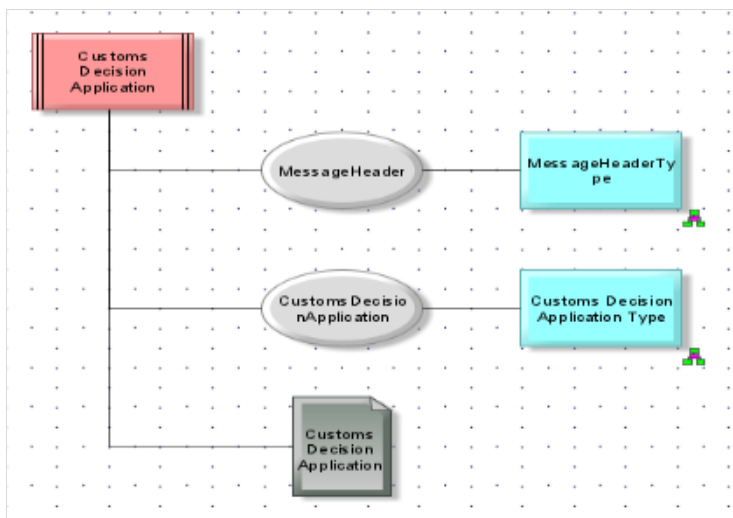 Customs
Decision
Application
MessageHeader
MessageHeaderTy
pe
CustomsDecisio
nApplication
Customs Decision
Application Type
Customs
Decision
Application